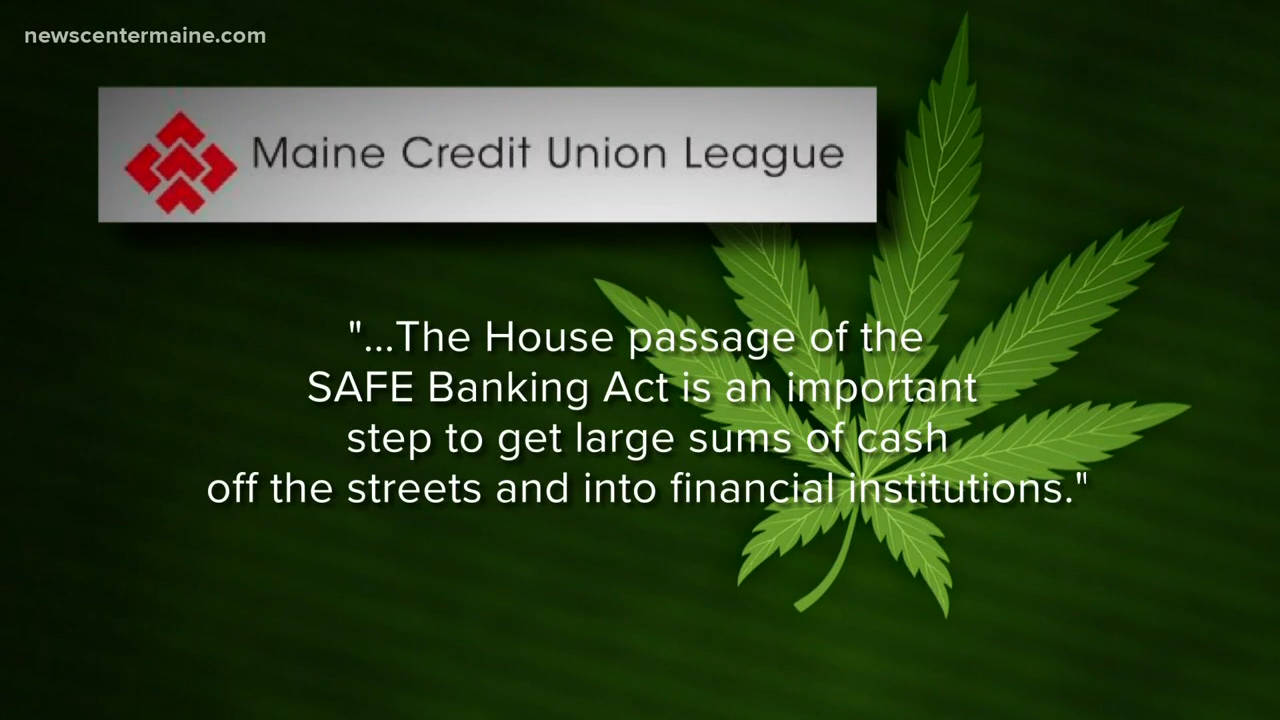 newscentermaine.com
Maine Credit Union League
"...The House passage of the
SAFE Banking Act is an important
step to get large sums of cash
off the streets and into financial institutions."